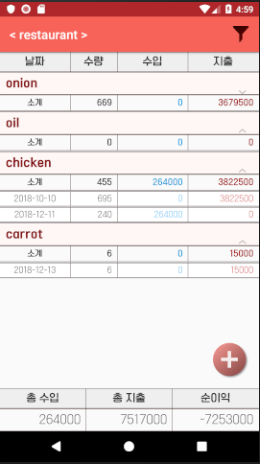 4:59
< restaurant >
날짜 수량 수입 지출
onion
소계 669 0 3679500
oil
소계 0 0 0
chicken
소계 455 264000 3822500
2018-10-10 695 0 3822500
2018-12-11 240 264000 0
carrot
소계 6 0 15000
2018-12-13 6 0 15000
총 수입 총 지출 순이익
264000 7517000 -7253000